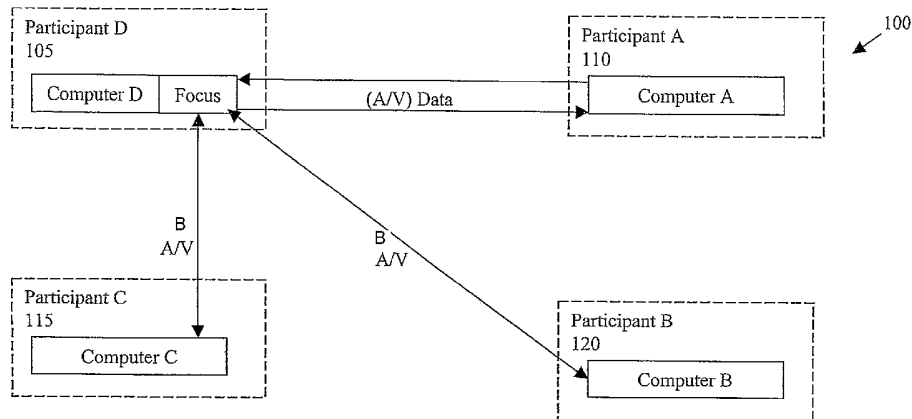 Participant D
105
Computer D
Focus
Participant A
110
Computer A
100
(A/V) Data
B
A/V
B
A/V
Participant C
115
Computer C
Participant B
120
Computer B